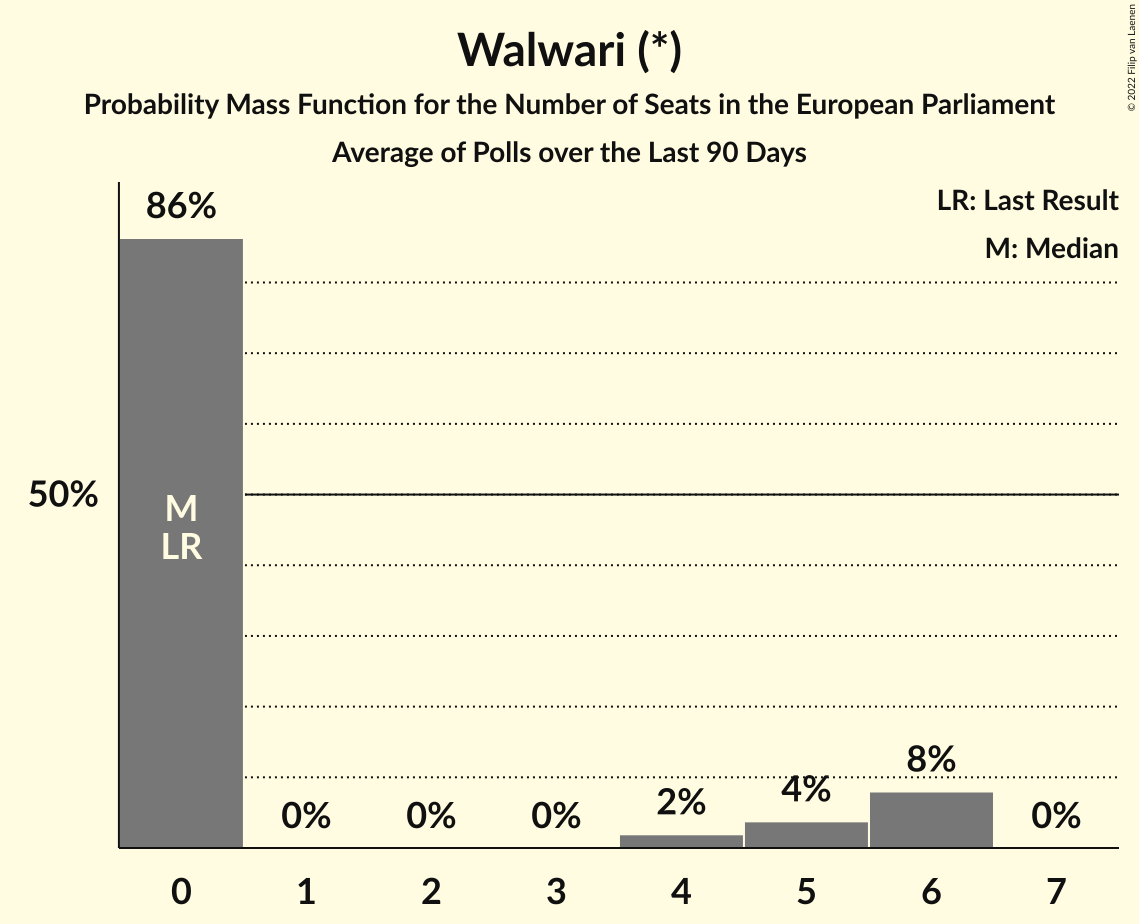 Walwari (*)
Probability Mass Function for the Number of Seats in the European Parliament
Average of Polls over the Last 90 Days
© 2022 Filip van Laenen
LR: Last Result
M: Median
86%
50%
M
LR
0%
0%
0%
2%
4%
8%
0%
0
1
2
3
4
5
6
7